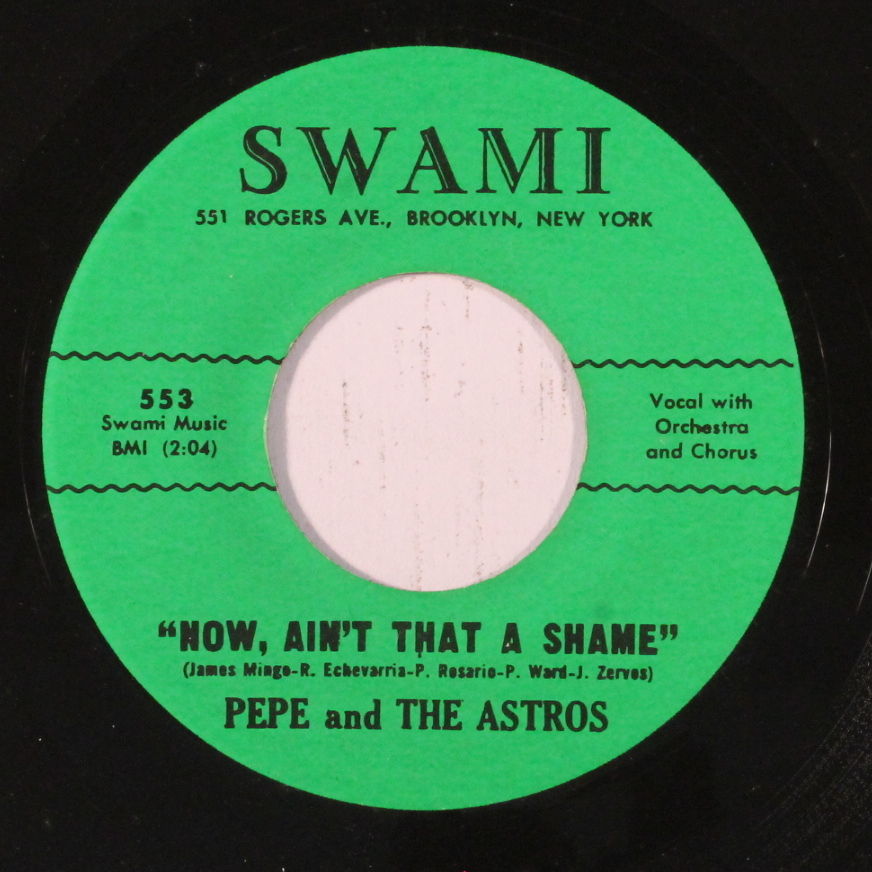 SWAMI
551 ROGERS AVE., BROOKLYN, NEW YORK
553
Swami Music
BMI (2:04)
Vocal with
Orchestra
and Chorus
"NOW, AIN'T THAT A SHAME"
(James Mingo-R. Echevarria-P. Rosario-P. Ward-J. Zervos)
PEPE and THE ASTROS